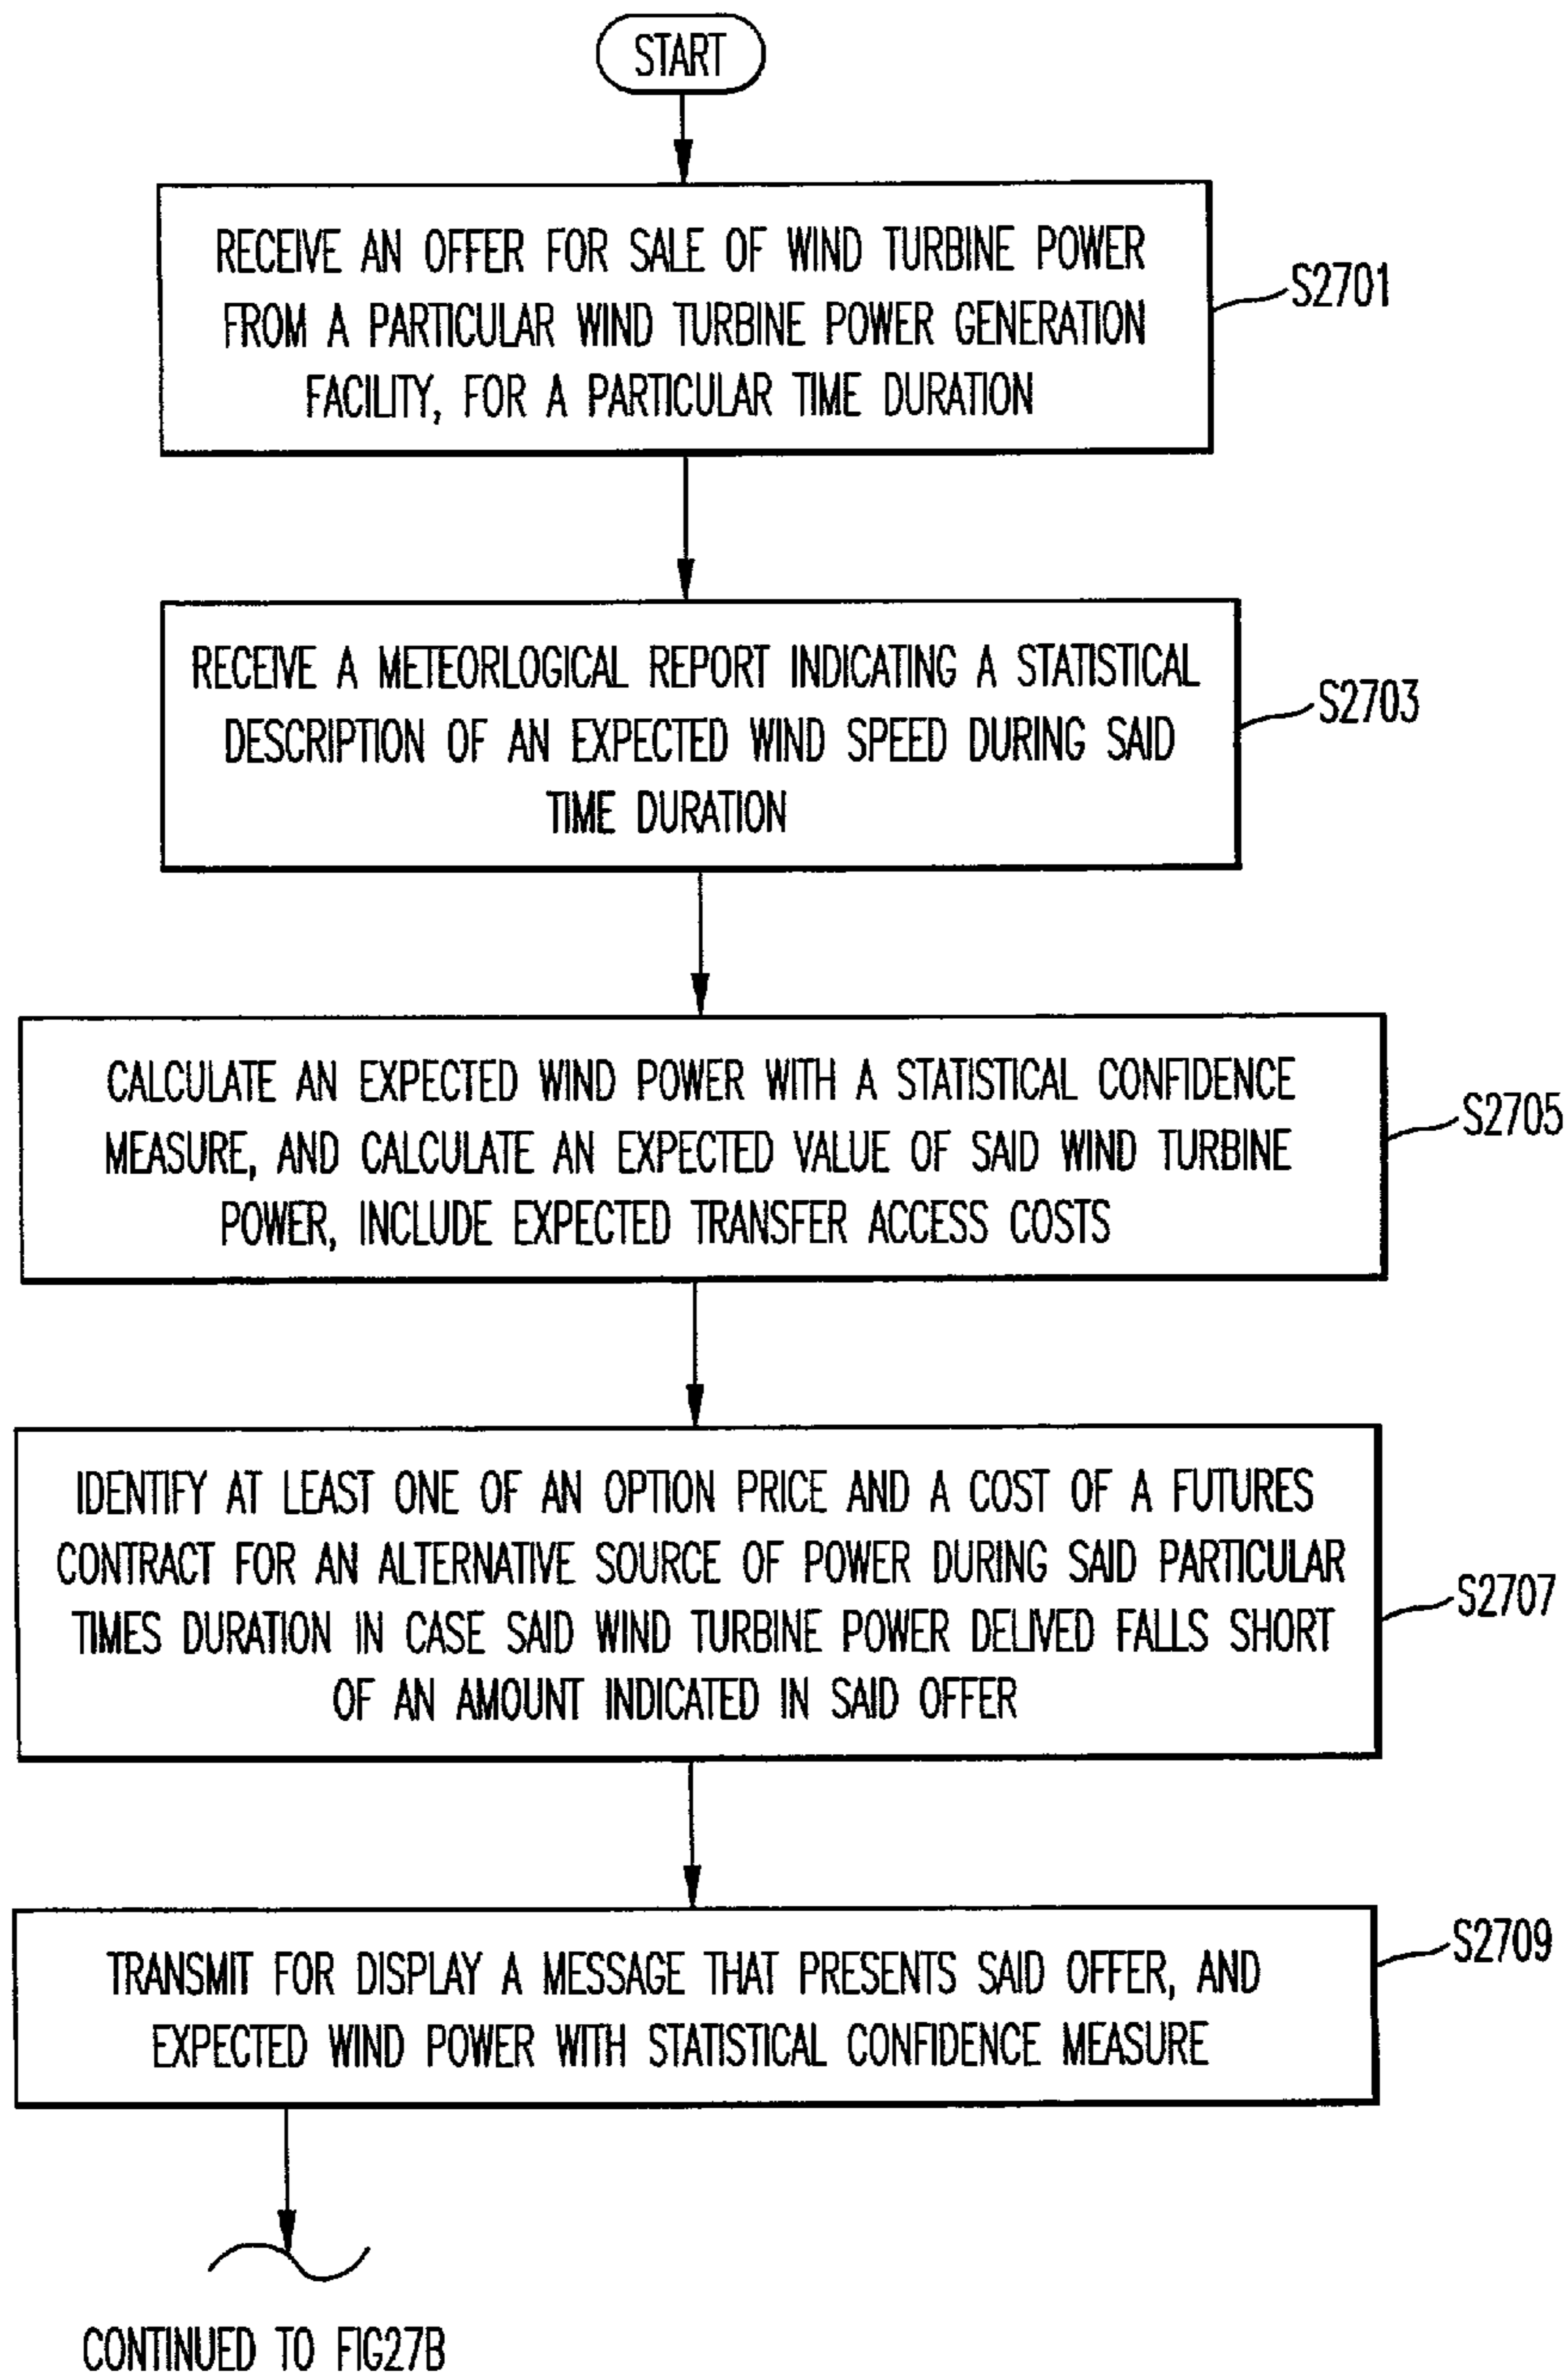 START
RECEIVE AN OFFER FOR SALE OF WIND TURBINE POWER
FROM A PARTICULAR WIND TURBINE POWER GENERATION
FACILITY, FOR A PARTICULAR TIME DURATION
S2701
RECEIVE A METEORLOGICAL REPORT INDICATING A STATISTICAL
DESCRIPTION OF AN EXPECTED WIND SPEED DURING SAID
TIME DURATION
S2703
CALCULATE AN EXPECTED WIND POWER WITH A STATISTICAL CONFIDENCE
MEASURE, AND CALCULATE AN EXPECTED VALUE OF SAID WIND TURBINE
POWER, INCLUDE EXPECTED TRANSFER ACCESS COSTS
S2705
IDENTIFY AT LEAST ONE OF AN OPTION PRICE AND A COST OF A FUTURES
CONTRACT FOR AN ALTERNATIVE SOURCE OF POWER DURING SAID PARTICULAR
TIMES DURATION IN CASE SAID WIND TURBINE POWER DELIVED FALLS SHORT
OF AN AMOUNT INDICATED IN SAID OFFER
S2707
TRANSMIT FOR DISPLAY A MESSAGE THAT PRESENTS SAID OFFER, AND
EXPECTED WIND POWER WITH STATISTICAL CONFIDENCE MEASURE
S2709
CONTINUED TO FIG27B